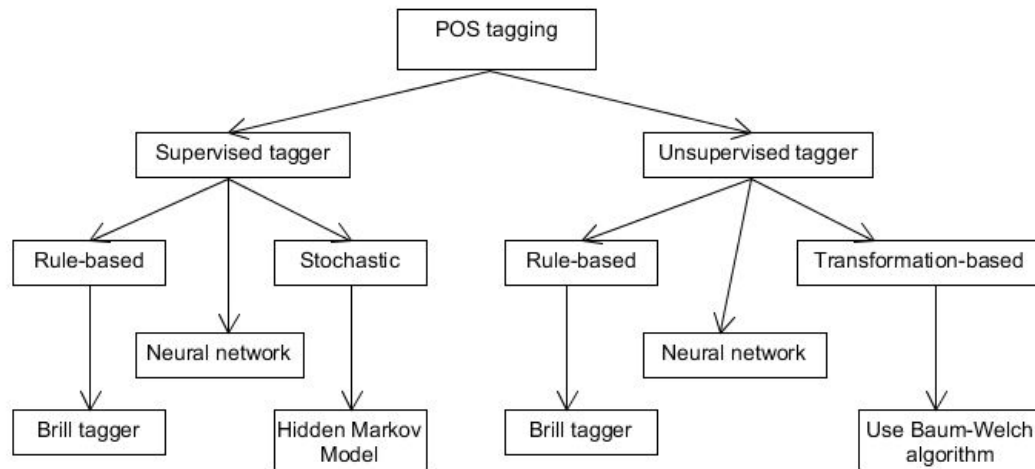 POS tagging
Supervised tagger
Unsupervised tagger
Rule-based
Stochastic
Rule-based
Transformation-based
Neural network
Neural network
Brill tagger
Hidden Markov
Model
Brill tagger
Use Baum-Welch
algorithm